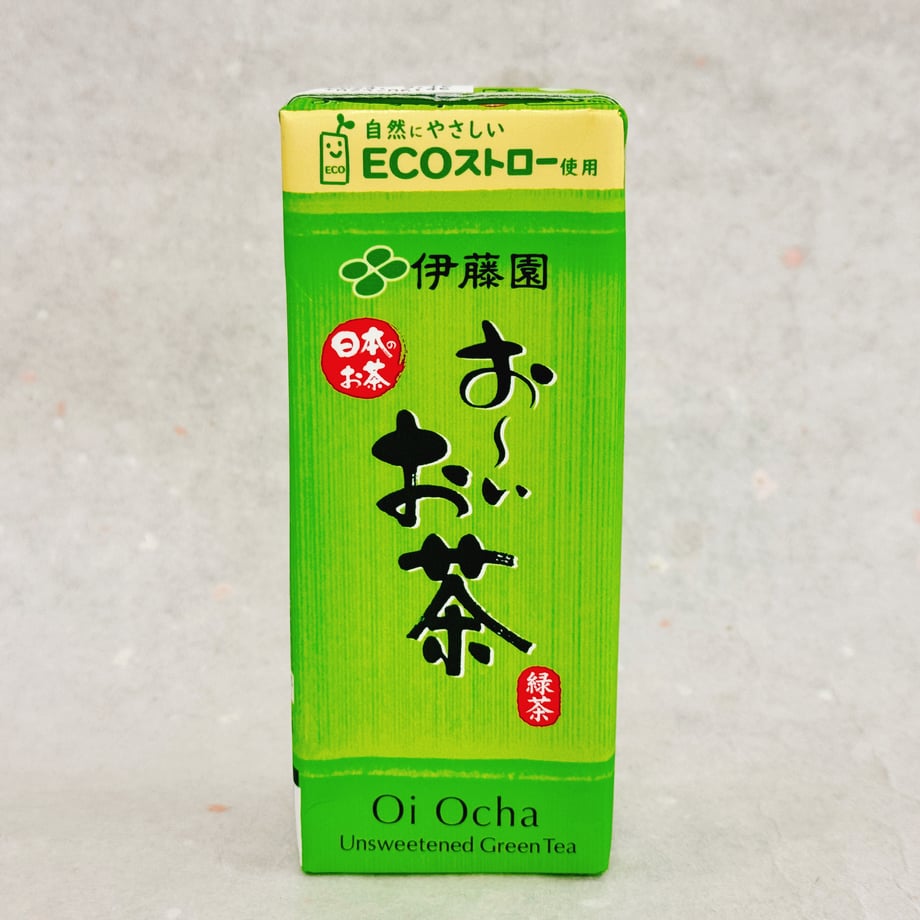 自然にやさしい
ECO
ECOストロー使用
伊藤園
日本の
お茶
お～い
お茶
緑茶
Oi Ocha
Unsweetened Green Tea